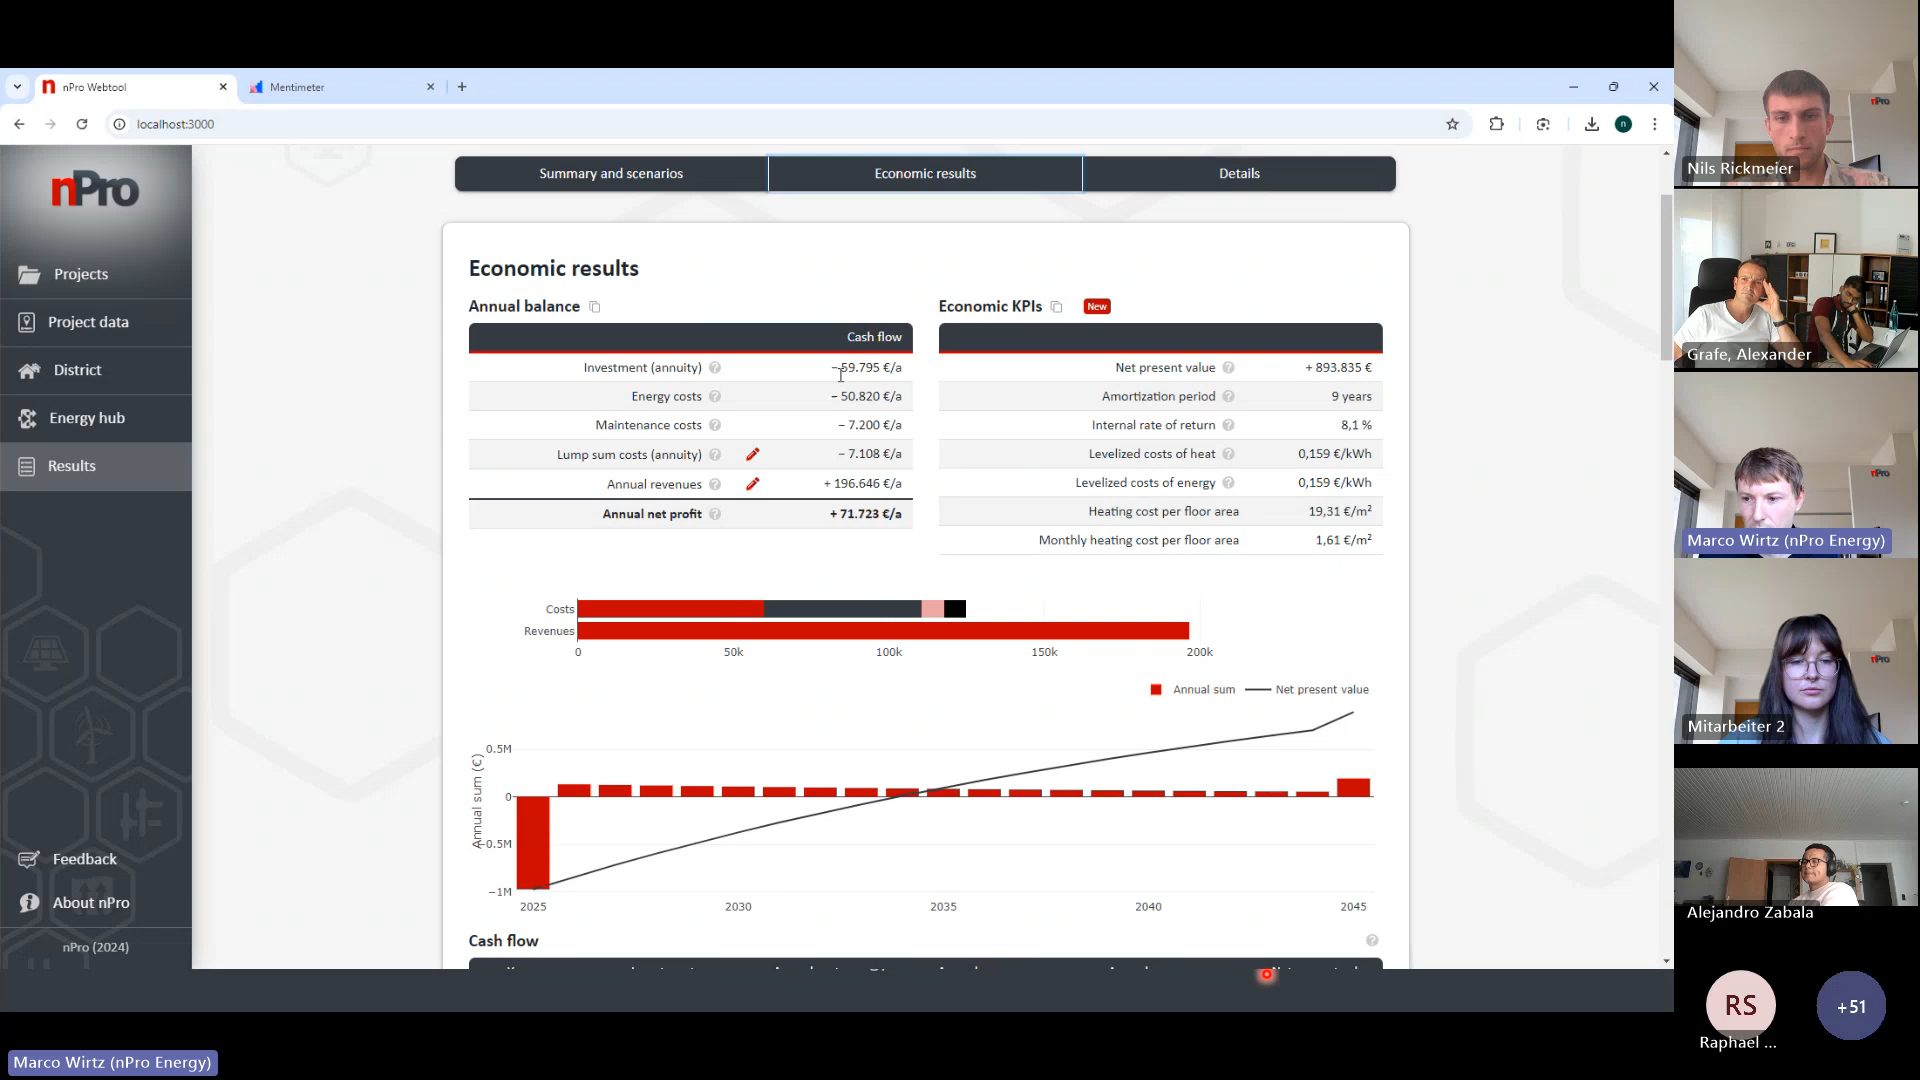 nPro Webtool
Mentimeter
localhost:3000
nPro
Projects
Project data
District
Energy hub
Results
Feedback
About nPro
nPro (2024)
Summary and scenarios
Economic results
Details
Economic results
Annual balance
Cash flow
Investment (annuity) − 59.795 €/a
Energy costs − 50.820 €/a
Maintenance costs − 7.200 €/a
Lump sum costs (annuity) − 7.108 €/a
Annual revenues + 196.646 €/a
Annual net profit + 71.723 €/a
Economic KPIs New
Net present value + 893.835 €
Amortization period 9 years
Internal rate of return 8,1 %
Levelized costs of heat 0,159 €/kWh
Levelized costs of energy 0,159 €/kWh
Heating cost per floor area 19,31 €/m²
Monthly heating cost per floor area 1,61 €/m²
Costs
Revenues
0 50k 100k 150k 200k
Annual sum Net present value
Annual sum (€)
0.5M
0
−0.5M
−1M
2025 2030 2035 2040 2045
Cash flow
Nils Rickmeier
Grafe, Alexander
Marco Wirtz (nPro Energy)
Mitarbeiter 2
Alejandro Zabala
RS
Raphael ...
+51
Marco Wirtz (nPro Energy)